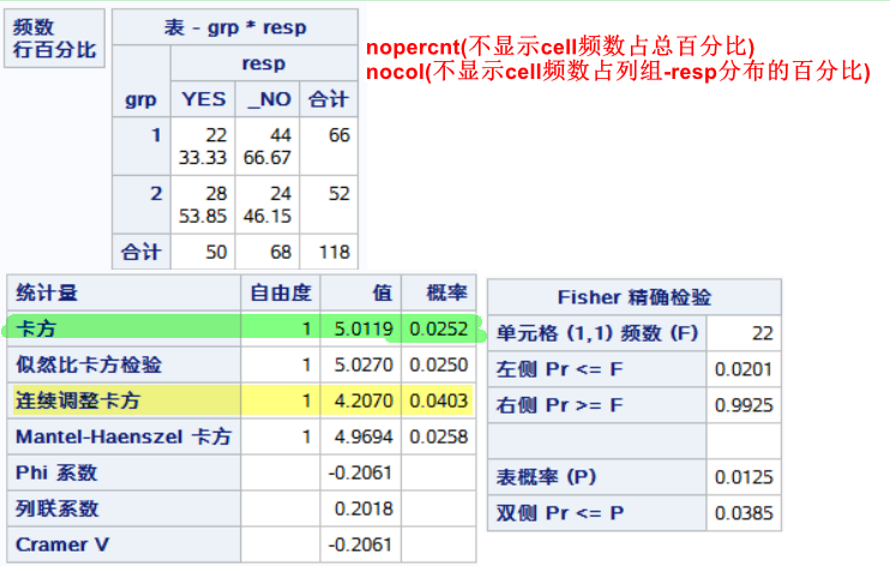 频数
行百分比
表 - grp * resp
resp
grp YES _NO 合计
1 22 44 66
33.33 66.67
2 28 24 52
53.85 46.15
合计 50 68 118
nopercnt(不显示cell频数占总百分比)
nocol(不显示cell频数占列组-resp分布的百分比)
统计量 自由度 值 概率
卡方 1 5.0119 0.0252
似然比卡方检验 1 5.0270 0.0250
连续调整卡方 1 4.2070 0.0403
Mantel-Haenszel 卡方 1 4.9694 0.0258
Phi 系数 -0.2061
列联系数 0.2018
Cramer V -0.2061
Fisher 精确检验
单元格 (1,1) 频数 (F) 22
左侧 Pr <= F 0.0201
右侧 Pr >= F 0.9925
表概率 (P) 0.0125
双侧 Pr <= P 0.0385